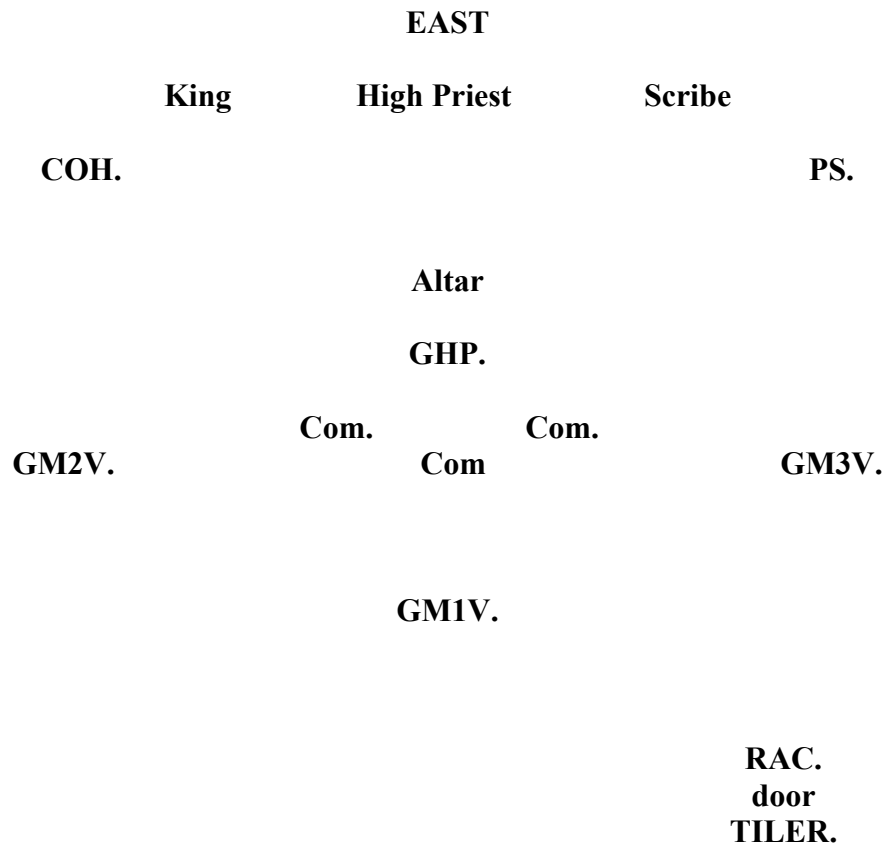 EAST
King High Priest Scribe
COH. PS.
Altar
GHP.
Com. Com.
GM2V. Com GM3V.
GM1V.
RAC.
door
TILER.